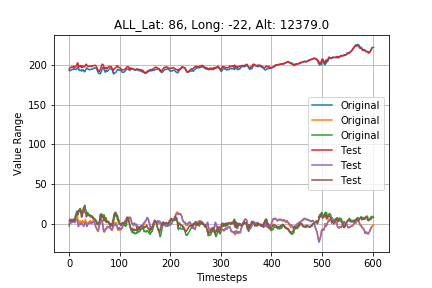 ALL_Lat: 86, Long: -22, Alt: 12379.0
Value Range
200
150
100
50
0
Original
Original
Original
Test
Test
Test
0
100
200
300
400
500
600
Timesteps